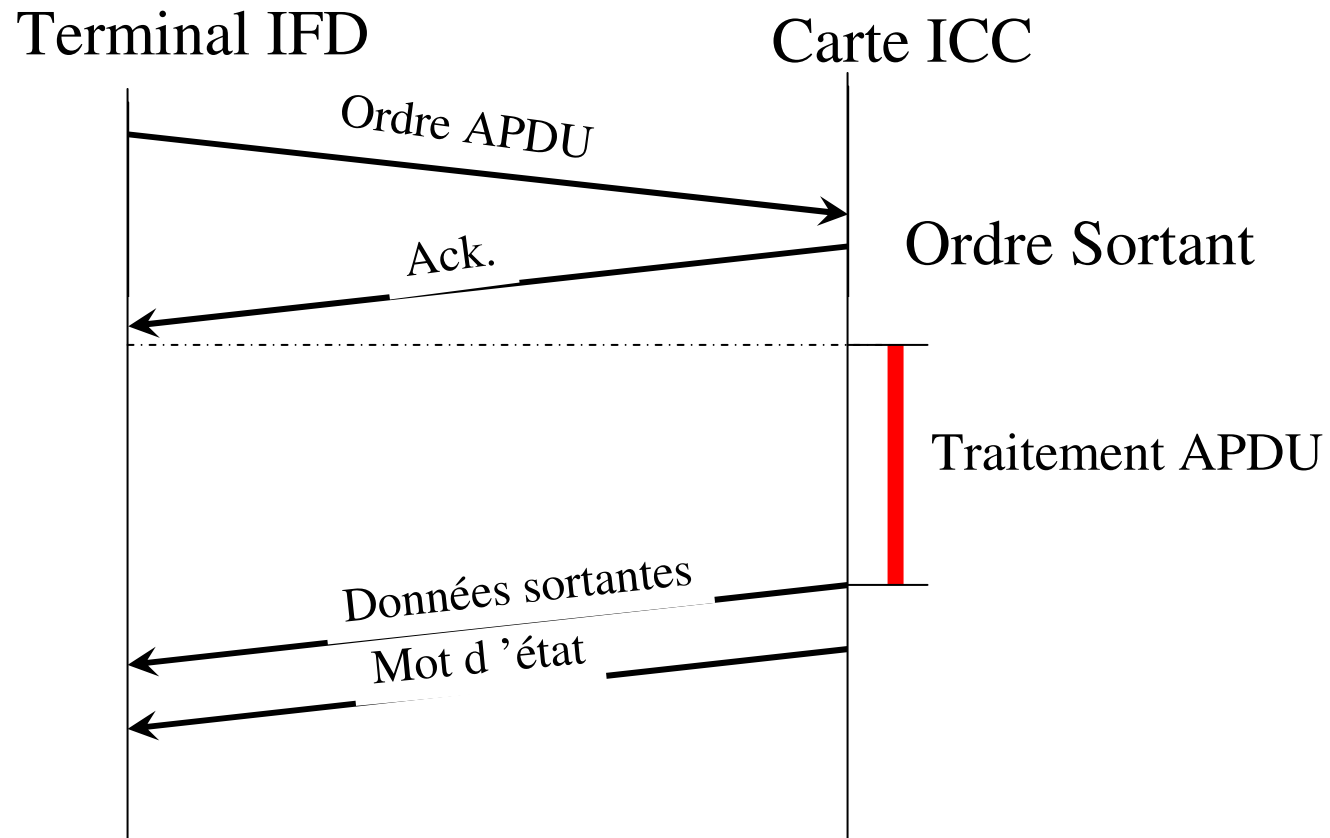 Terminal IFD
Carte ICC
Ordre APDU
Ack.
Ordre Sortant
Traitement APDU
Données sortantes
Mot d ’état